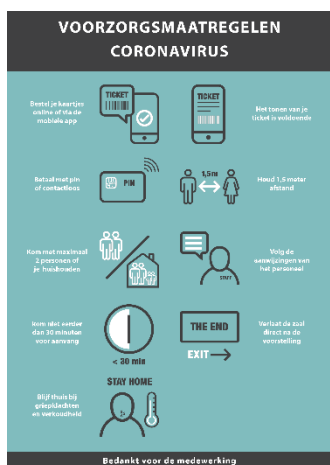 VOORZORGSMAATREGELEN
CORONAVIRUS
Bestel je kaartjes
online of via de
mobiele app
TICKET
TICKET
Het tonen van je
ticket is voldoende
Betaal met pin
of contactloos
PIN
1,5m
Houd 1,5 meter
afstand
Kom met maximaal
2 personen of
je huishouden
STAFF
Volg de
aanwijzingen van
het personeel
Kom niet eerder
dan 30 minuten
voor aanvang
< 30 min
THE END
EXIT
Verlaat de zaal
direct na de
voorstelling
STAY HOME
Blijf thuis bij
griepklachten
en verkoudheid
Bedankt voor de medewerking